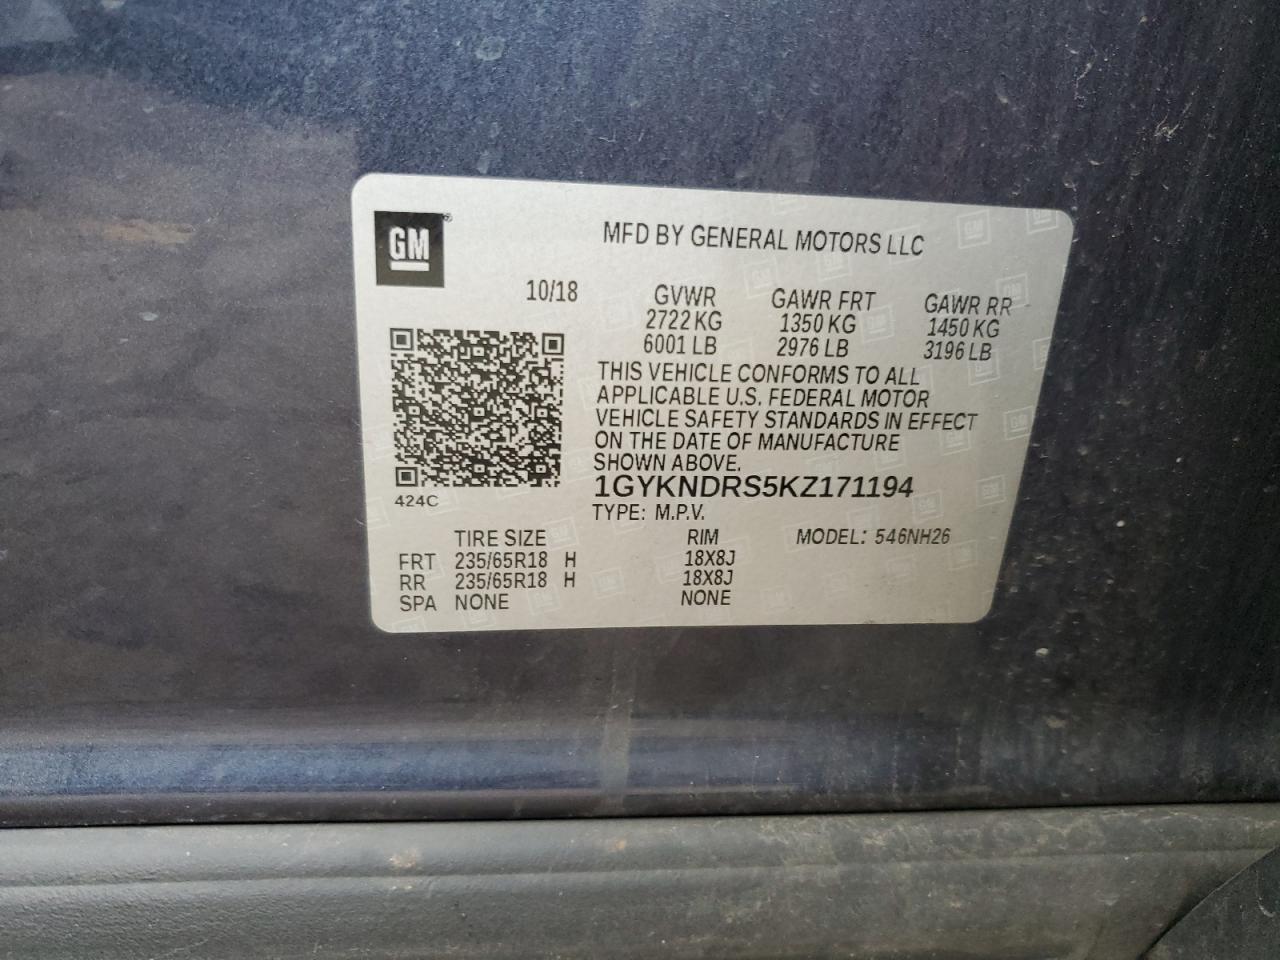 GM
MFD BY GENERAL MOTORS LLC
10/18
GVWR GAWR FRT GAWR RR
2722 KG 1350 KG 1450 KG
6001 LB 2976 LB 3196 LB
THIS VEHICLE CONFORMS TO ALL
APPLICABLE U.S. FEDERAL MOTOR
VEHICLE SAFETY STANDARDS IN EFFECT
ON THE DATE OF MANUFACTURE
SHOWN ABOVE.
1GYKNDRS5KZ171194
424C
TYPE: M.P.V.
TIRE SIZE RIM MODEL: 546NH26
FRT 235/65R18 H 18X8J
RR 235/65R18 H 18X8J
SPA NONE NONE